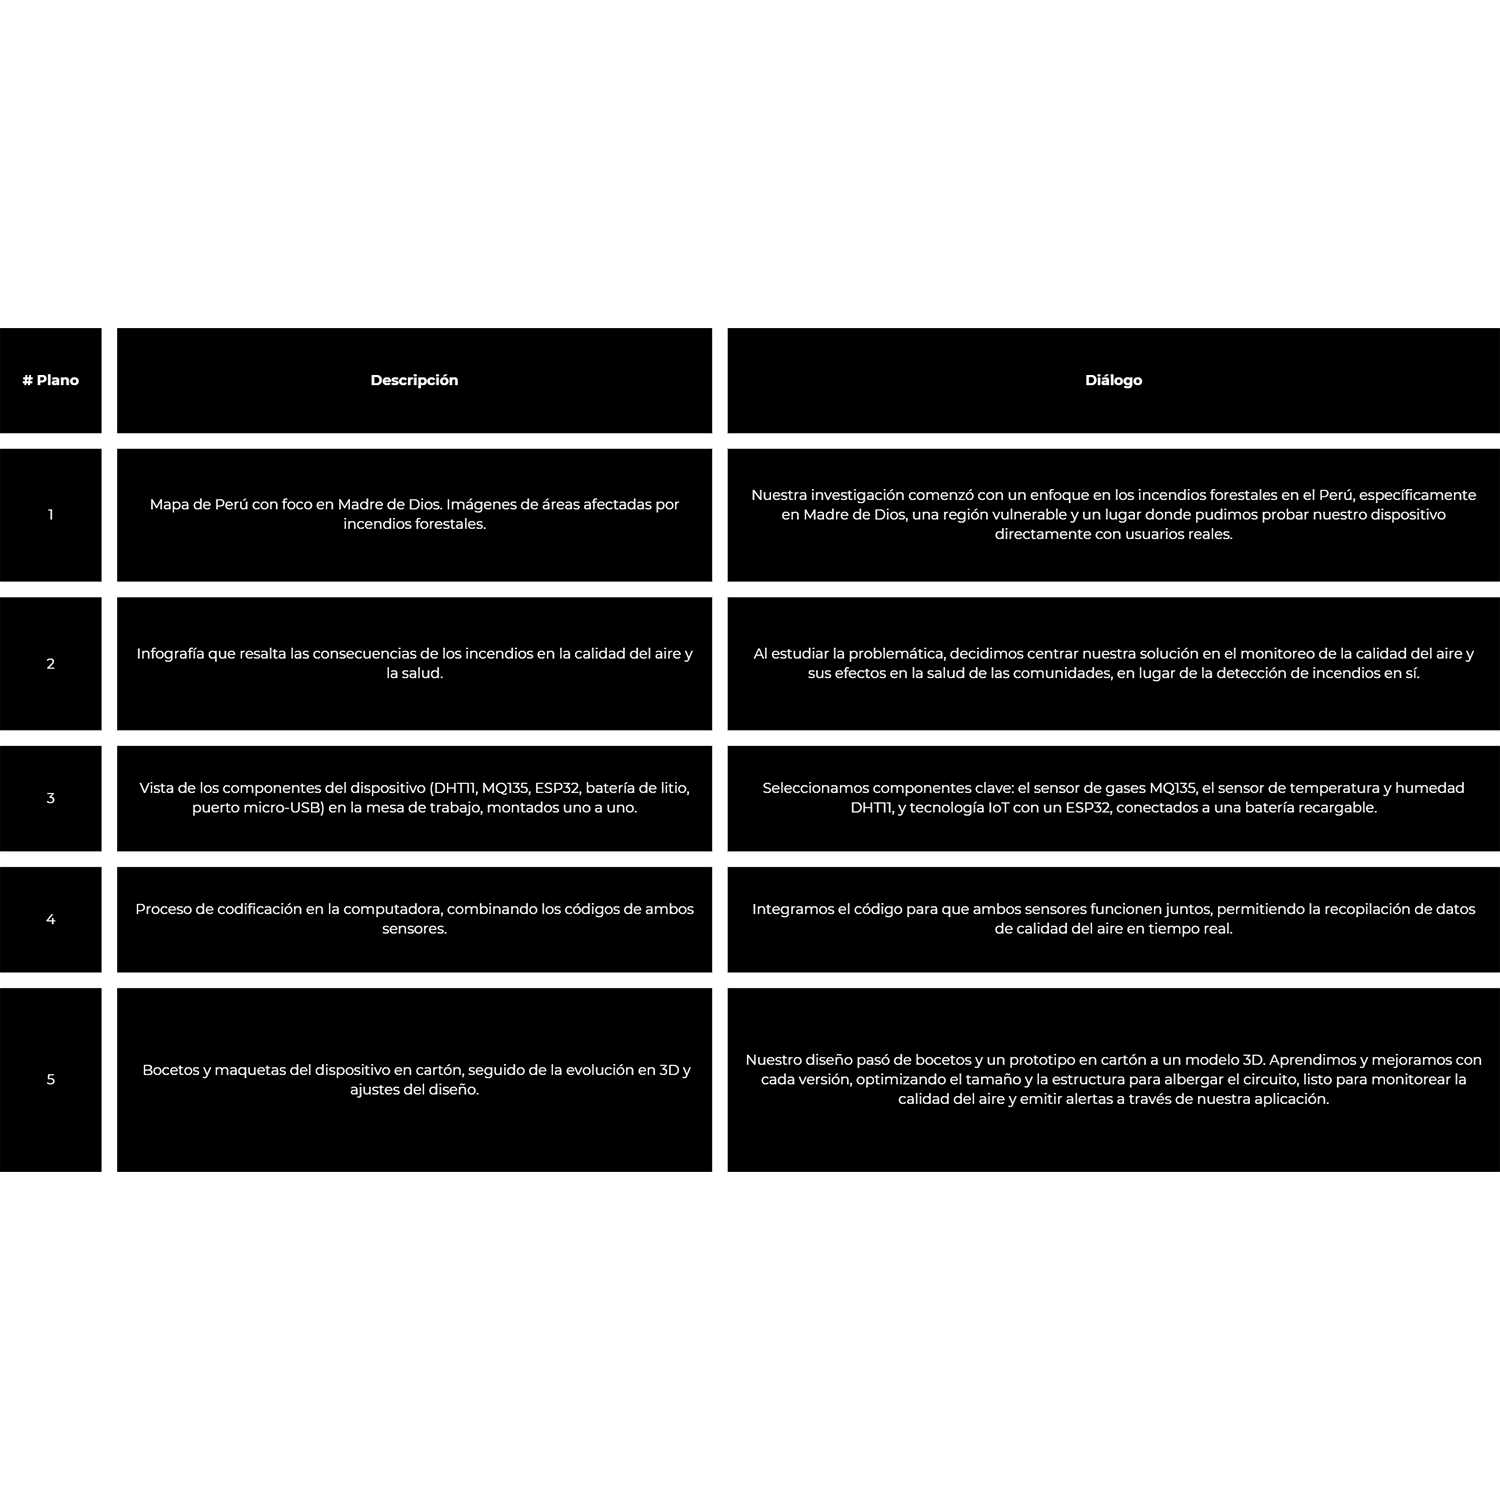 # Plano
Descripción
Diálogo
1
Mapa de Perú con foco en Madre de Dios. Imágenes de áreas afectadas por
incendios forestales.
Nuestra investigación comenzó con un enfoque en los incendios forestales en el Perú, específicamente
en Madre de Dios, una región vulnerable y un lugar donde pudimos probar nuestro dispositivo
directamente con usuarios reales.
2
Infografía que resalta las consecuencias de los incendios en la calidad del aire y
la salud.
Al estudiar la problemática, decidimos centrar nuestra solución en el monitoreo de la calidad del aire y
sus efectos en la salud de las comunidades, en lugar de la detección de incendios en sí.
3
Vista de los componentes del dispositivo (DHT11, MQ135, ESP32, batería de litio,
puerto micro-USB) en la mesa de trabajo, montados uno a uno.
Seleccionamos componentes clave: el sensor de gases MQ135, el sensor de temperatura y humedad
DHT11, y tecnología IoT con un ESP32, conectados a una batería recargable.
4
Proceso de codificación en la computadora, combinando los códigos de ambos
sensores.
Integramos el código para que ambos sensores funcionen juntos, permitiendo la recopilación de datos
de calidad del aire en tiempo real.
5
Bocetos y maquetas del dispositivo en cartón, seguido de la evolución en 3D y
ajustes del diseño.
Nuestro diseño pasó de bocetos y un prototipo en cartón a un modelo 3D. Aprendimos y mejoramos con
cada versión, optimizando el tamaño y la estructura para albergar el circuito, listo para monitorear la
calidad del aire y emitir alertas a través de nuestra aplicación.